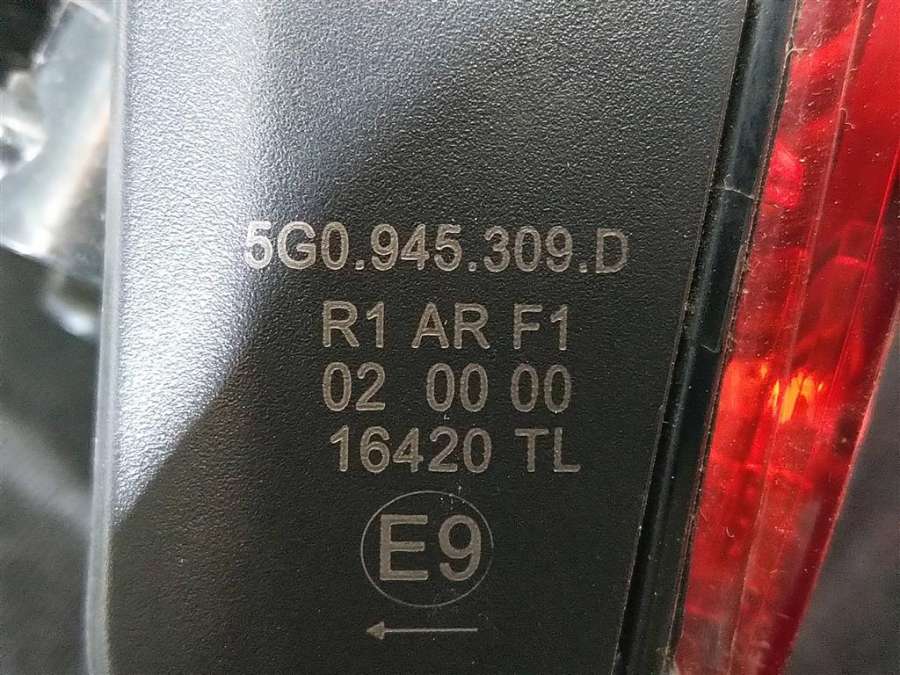 5G0.945.309.D
R1 AR F1
02 00 00
16420 TL
E9